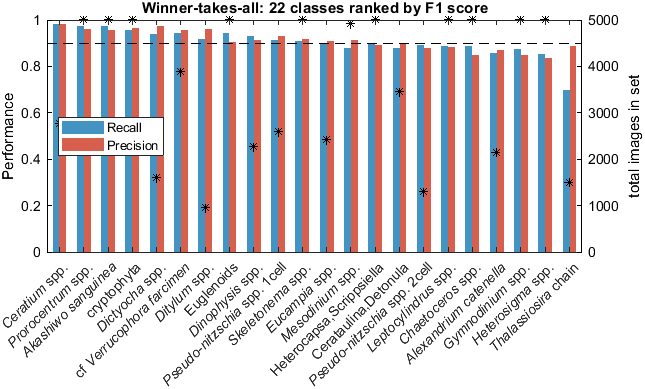 Winner-takes-all: 22 classes ranked by F1 score
Performance
1
0.8
0.6
0.4
0.2
0
Recall
Precision
5000
4000
3000
2000
1000
0
total images in set
Ceratium spp.
Prorocentrum spp.
Akashiwo sanguinea
cryptophyta
Dictyocha spp.
cf Verrucophora farcimen
Ditylum spp.
Euglenoids
Dinophysis spp.
Pseudo-nitzschia spp. 1cell
Skeletonema spp.
Eucampia spp.
Mesodinium spp.
Heterocapsa,Scrippsiella
Cerataulina,Detonula
Pseudo-nitzschia spp. 2cell
Leptocylindrus spp.
Chaetoceros spp.
Alexandrium catenella
Gymnodinium spp.
Heterosigma spp.
Thalassiosira chain